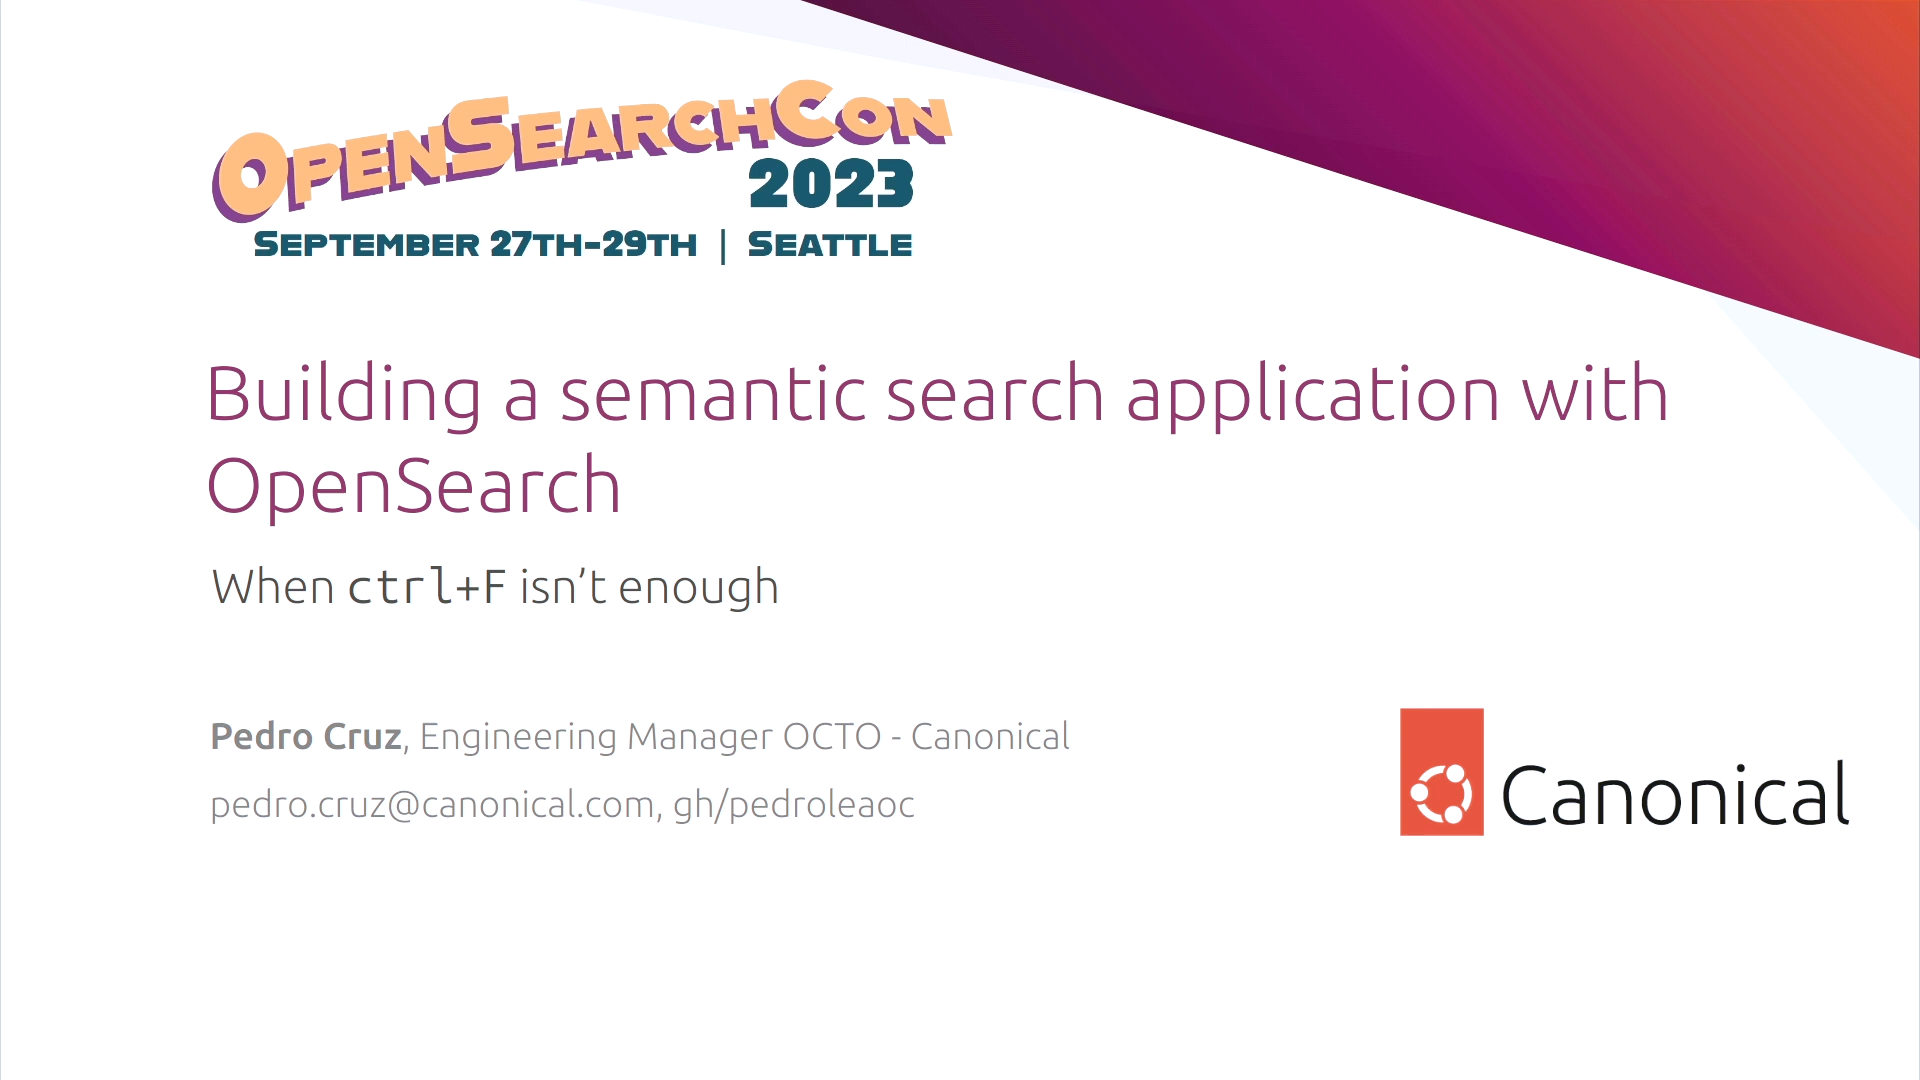 OPENSEARCHCON
2023
SEPTEMBER 27TH-29TH | SEATTLE
Building a semantic search application with
OpenSearch
When ctrl+F isn’t enough
Pedro Cruz, Engineering Manager OCTO - Canonical
pedro.cruz@canonical.com, gh/pedroleaoc
Canonical